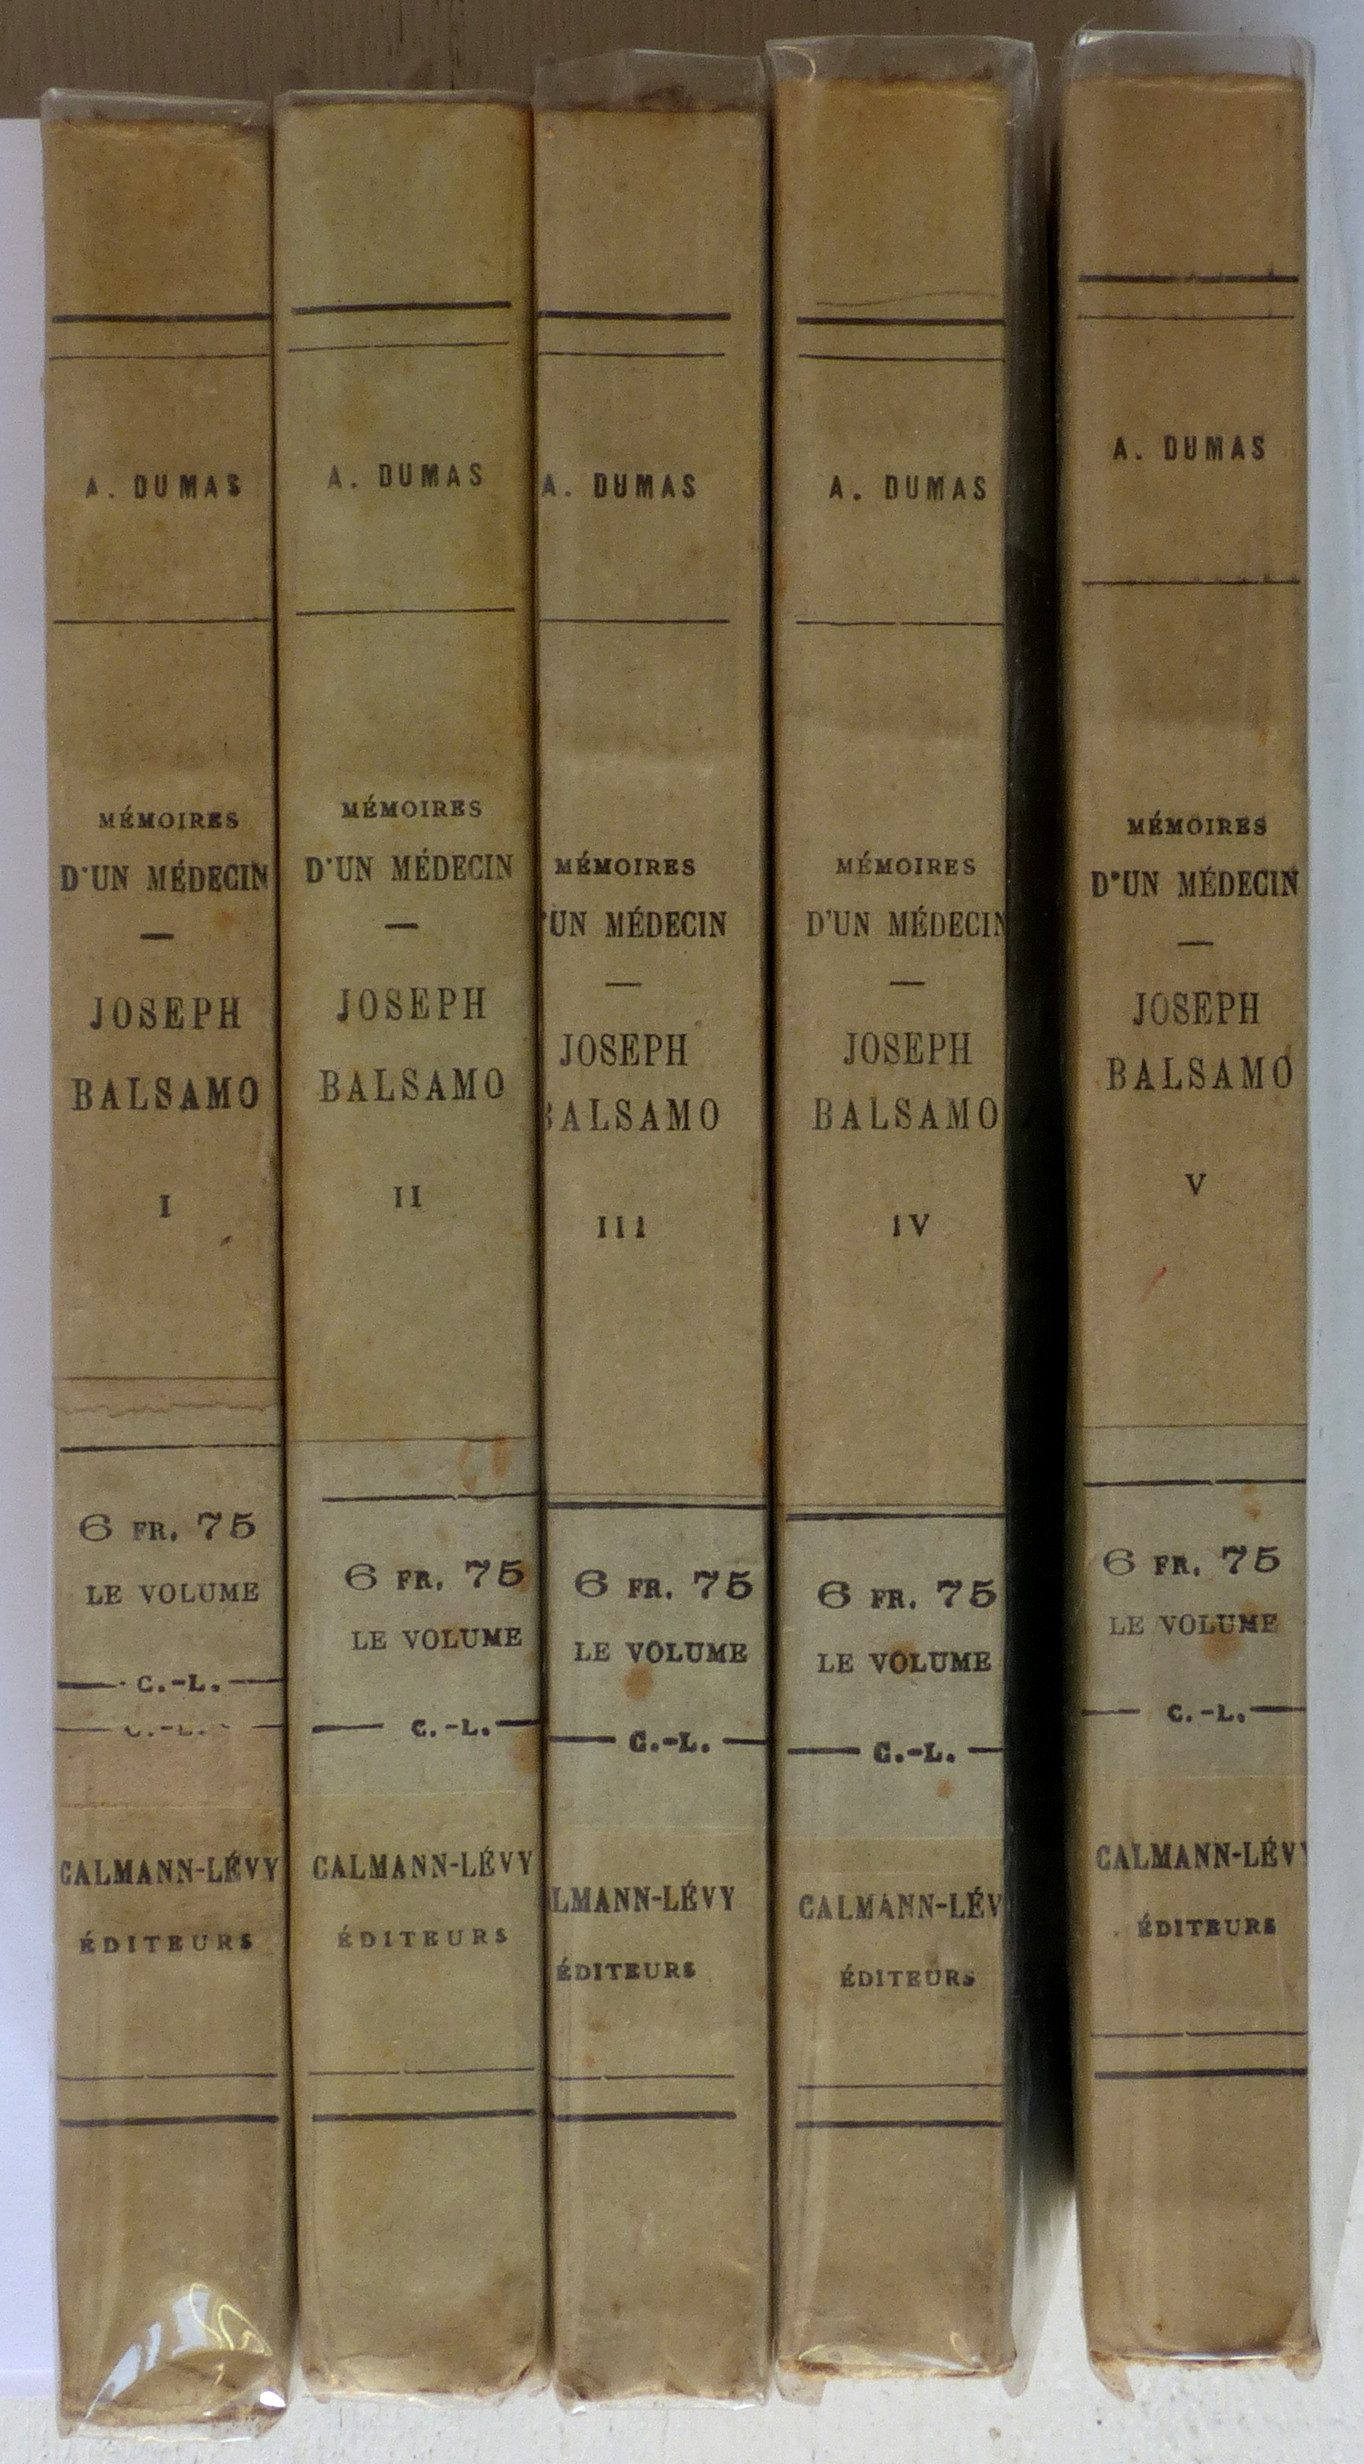 A. DUMAS
MÉMOIRES
D'UN MÉDECIN
JOSEPH
BALSAMO
I
6 FR. 75
LE VOLUME
C.-L.
C.-L.
CALMANN-LÉVY
ÉDITEURS
A. DUMAS
MÉMOIRES
D'UN MÉDECIN
JOSEPH
BALSAMO
II
6 FR. 75
LE VOLUME
C.-L.
CALMANN-LÉVY
ÉDITEURS
A. DUMAS
MÉMOIRES
'UN MÉDECIN
JOSEPH
BALSAMO
III
6 FR. 75
LE VOLUME
C.-L.
LMANN-LÉVY
ÉDITEURS
A. DUMAS
MÉMOIRES
D'UN MÉDECIN
JOSEPH
BALSAMO
IV
6 FR. 75
LE VOLUME
C.-L.
CALMANN-LÉV
ÉDITEURS
A. DUMAS
MÉMOIRES
D'UN MÉDECIN
JOSEPH
BALSAMO
V
6 FR. 75
LE VOLUME
C.-L.
CALMANN-LÉVY
ÉDITEURS